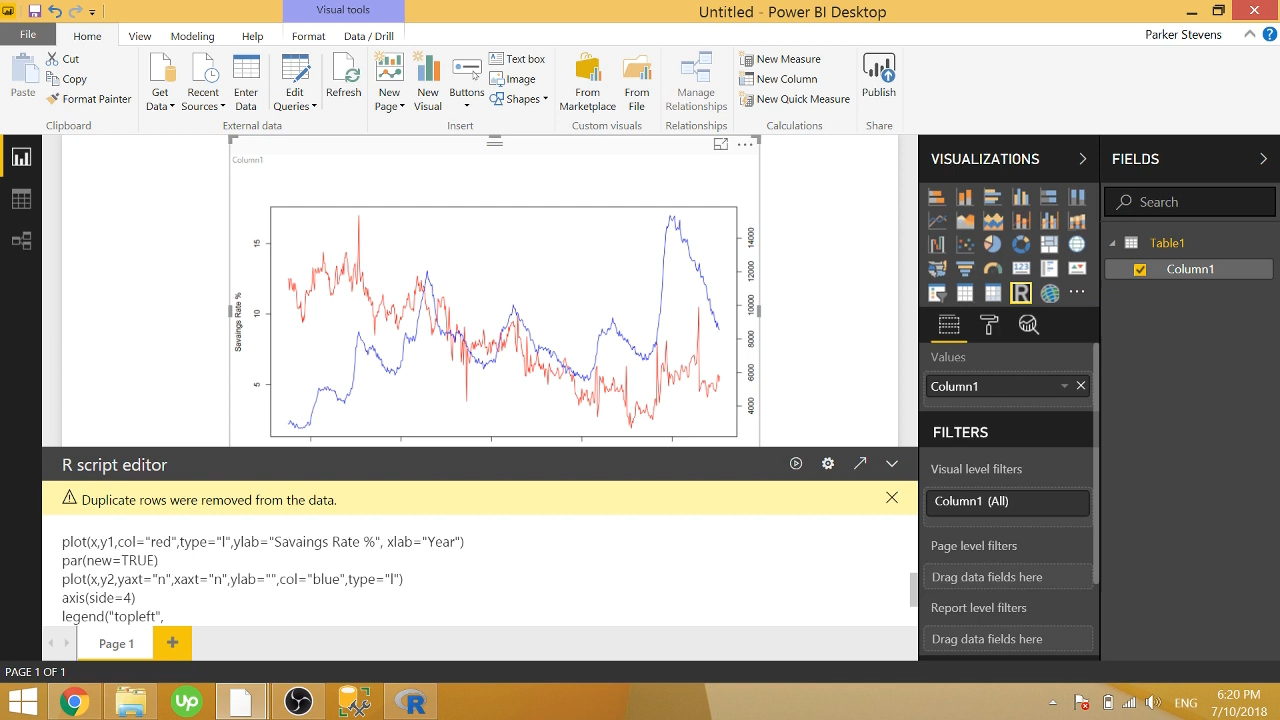 Visual tools
Untitled - Power BI Desktop
File
Home
View
Modeling
Help
Format
Data / Drill
Parker Stevens
Paste
Cut
Copy
Format Painter
Clipboard
Get Data
Recent Sources
Enter Data
External data
Edit Queries
Refresh
New Page
New Visual
Buttons
Text box
Image
Shapes
Insert
From Marketplace
From File
Custom visuals
Manage Relationships
Relationships
New Measure
New Column
New Quick Measure
Calculations
Publish
Share
Column1
Savaings Rate %
5
10
15
4000
6000
8000
10000
12000
14000
R script editor
Duplicate rows were removed from the data.
plot(x,y1,col="red",type="l",ylab="Savaings Rate %", xlab="Year")
par(new=TRUE)
plot(x,y2,yaxt="n",xaxt="n",ylab="",col="blue",type="l")
axis(side=4)
legend("topleft",
Page 1
VISUALIZATIONS
R
Values
Column1
FILTERS
Visual level filters
Column1 (All)
Page level filters
Drag data fields here
Report level filters
Drag data fields here
FIELDS
Search
Table1
Column1
PAGE 1 OF 1
Up
R
ENG
6:20 PM
7/10/2018